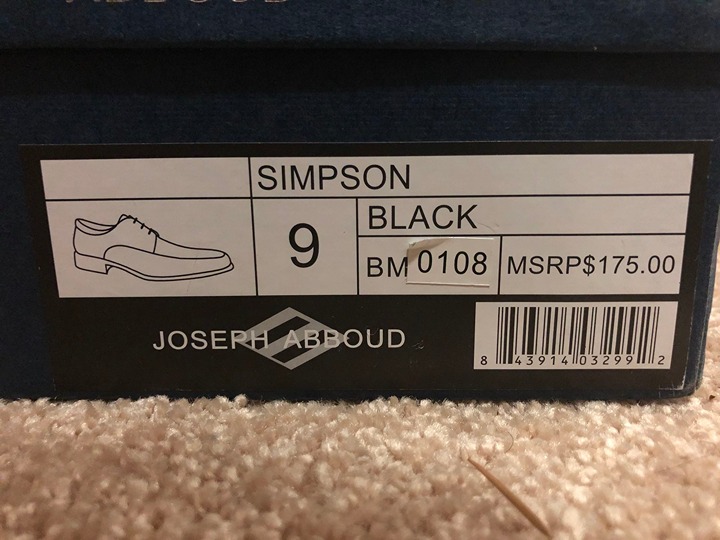 SIMPSON
9
BLACK
BM 0108
MSRP$175.00
JOSEPH ABBOUD
8 43914 03299 2